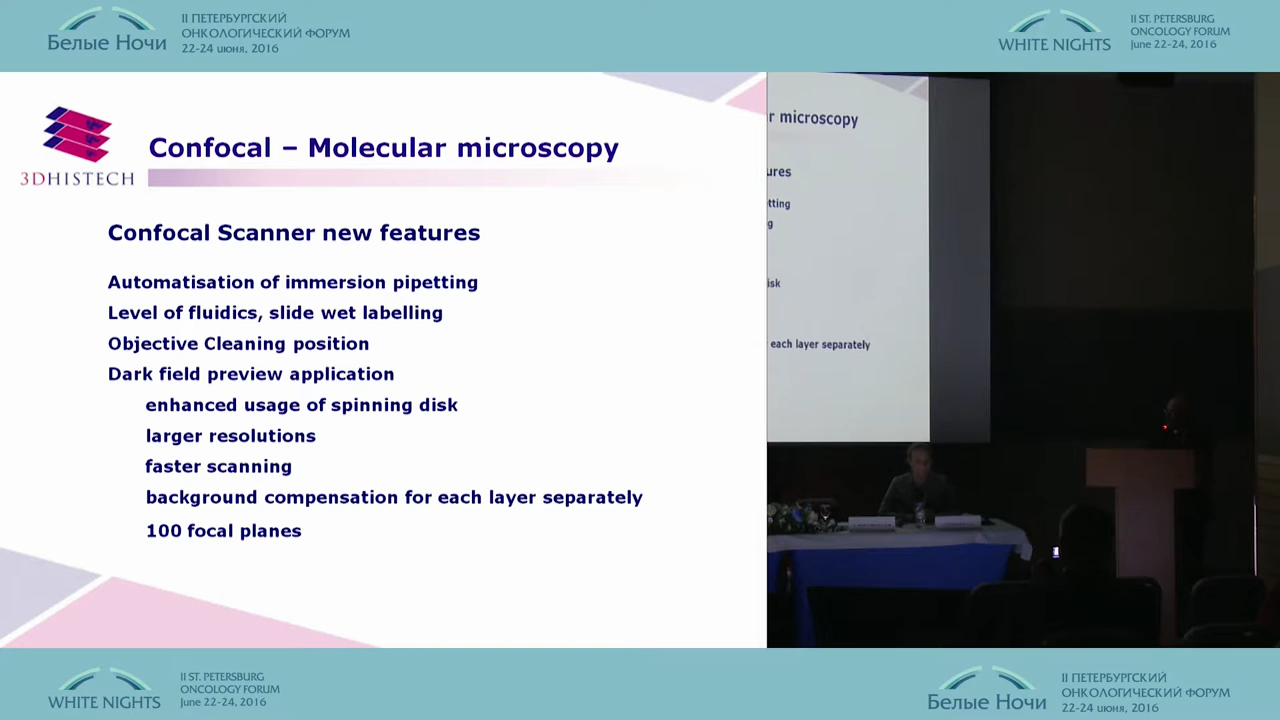 Белые Ночи
II ПЕТЕРБУРГСКИЙ
ОНКОЛОГИЧЕСКИЙ ФОРУМ
22-24 июня, 2016
WHITE NIGHTS
II ST. PETERSBURG
ONCOLOGY FORUM
June 22-24, 2016
3DHISTECH
Confocal – Molecular microscopy
Confocal Scanner new features
Automatisation of immersion pipetting
Level of fluidics, slide wet labelling
Objective Cleaning position
Dark field preview application
enhanced usage of spinning disk
larger resolutions
faster scanning
background compensation for each layer separately
100 focal planes
r microscopy
ures
tting
g
isk
each layer separately
WHITE NIGHTS
II ST. PETERSBURG
ONCOLOGY FORUM
June 22-24, 2016
Белые Ночи
II ПЕТЕРБУРГСКИЙ
ОНКОЛОГИЧЕСКИЙ ФОРУМ
22-24 июня, 2016